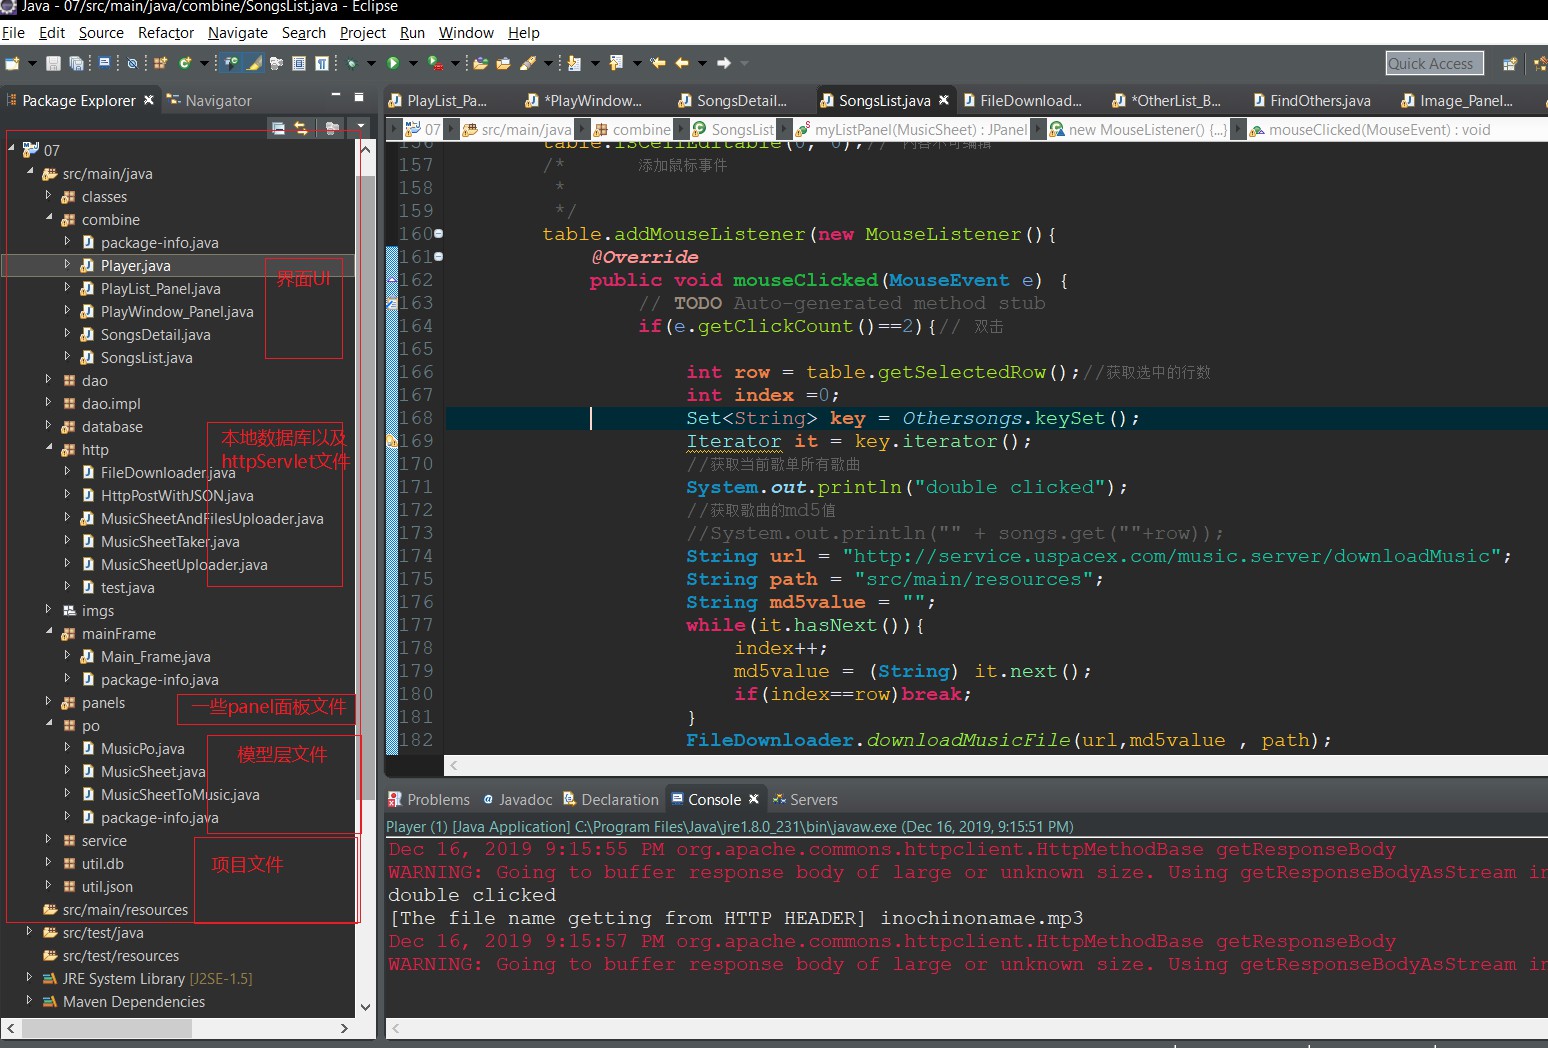 Java - 07/src/main/java/combine/SongsList.java - Eclipse
File Edit Source Refactor Navigate Search Project Run Window Help
Quick Access
Package Explorer Navigator
07
src/main/java
classes
combine
package-info.java
Player.java
界面UI
PlayList_Panel.java
PlayWindow_Panel.java
SongsDetail.java
SongsList.java
dao
dao.impl
database
本地数据库以及
http
httpServlet文件
FileDownloader.java
HttpPostWithJSON.java
MusicSheetAndFilesUploader.java
MusicSheetTaker.java
MusicSheetUploader.java
test.java
imgs
mainFrame
Main_Frame.java
package-info.java
panels
一些panel面板文件
po
MusicPo.java
模型层文件
MusicSheet.java
MusicSheetToMusic.java
package-info.java
service
util.db
项目文件
util.json
src/main/resources
src/test/java
src/test/resources
JRE System Library [J2SE-1.5]
Maven Dependencies
PlayList_Pa... *PlayWindow... SongsDetail... SongsList.java FileDownload... *OtherList_B... FindOthers.java Image_Panel...
07 src/main/java combine SongsList myListPanel(MusicSheet) : JPanel new MouseListener() {...} mouseClicked(MouseEvent) : void
156 table.isCellEditable(0, 0);// 内容不可编辑
157 /* 添加鼠标事件
158 *
159 */
160 table.addMouseListener(new MouseListener(){
161 @Override
162 public void mouseClicked(MouseEvent e) {
163 // TODO Auto-generated method stub
164 if(e.getClickCount()==2){// 双击
165
166 int row = table.getSelectedRow();//获取选中的行数
167 int index =0;
168 Set<String> key = Othersongs.keySet();
169 Iterator it = key.iterator();
170 //获取当前歌单所有歌曲
171 System.out.println("double clicked");
172 //获取歌曲的md5值
173 //System.out.println("" + songs.get(""+row));
174 String url = "http://service.uspacex.com/music.server/downloadMusic";
175 String path = "src/main/resources";
176 String md5value = "";
177 while(it.hasNext()){
178 index++;
179 md5value = (String) it.next();
180 if(index==row)break;
181 }
182 FileDownloader.downloadMusicFile(url,md5value , path);
Problems Javadoc Declaration Console Servers
Player (1) [Java Application] C:\Program Files\Java\jre1.8.0_231\bin\javaw.exe (Dec 16, 2019, 9:15:51 PM)
Dec 16, 2019 9:15:55 PM org.apache.commons.httpclient.HttpMethodBase getResponseBody
WARNING: Going to buffer response body of large or unknown size. Using getResponseBodyAsStream in
double clicked
[The file name getting from HTTP HEADER] inochinonamae.mp3
Dec 16, 2019 9:15:57 PM org.apache.commons.httpclient.HttpMethodBase getResponseBody
WARNING: Going to buffer response body of large or unknown size. Using getResponseBodyAsStream in